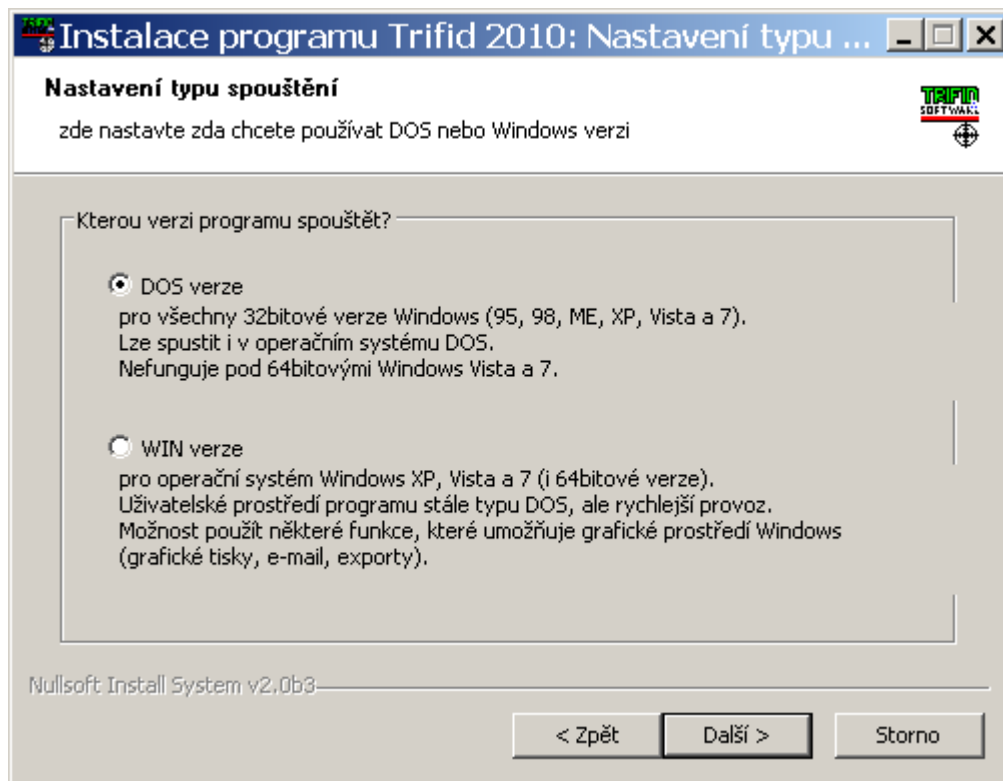 Instalace programu Trifid 2010: Nastavení typu ...
Nastavení typu spouštění
zde nastavte zda chcete používat DOS nebo Windows verzi
TRIFID
SOFTWARE
Kterou verzi programu spouštět?
DOS verze
pro všechny 32bitové verze Windows (95, 98, ME, XP, Vista a 7).
Lze spustit i v operačním systému DOS.
Nefunguje pod 64bitovými Windows Vista a 7.
WIN verze
pro operační systém Windows XP, Vista a 7 (i 64bitové verze).
Uživatelské prostředí programu stále typu DOS, ale rychlejší provoz.
Možnost použít některé funkce, které umožňuje grafické prostředí Windows
(grafické tisky, e-mail, exporty).
Nullsoft Install System v2.0b3
< Zpět
Další >
Storno